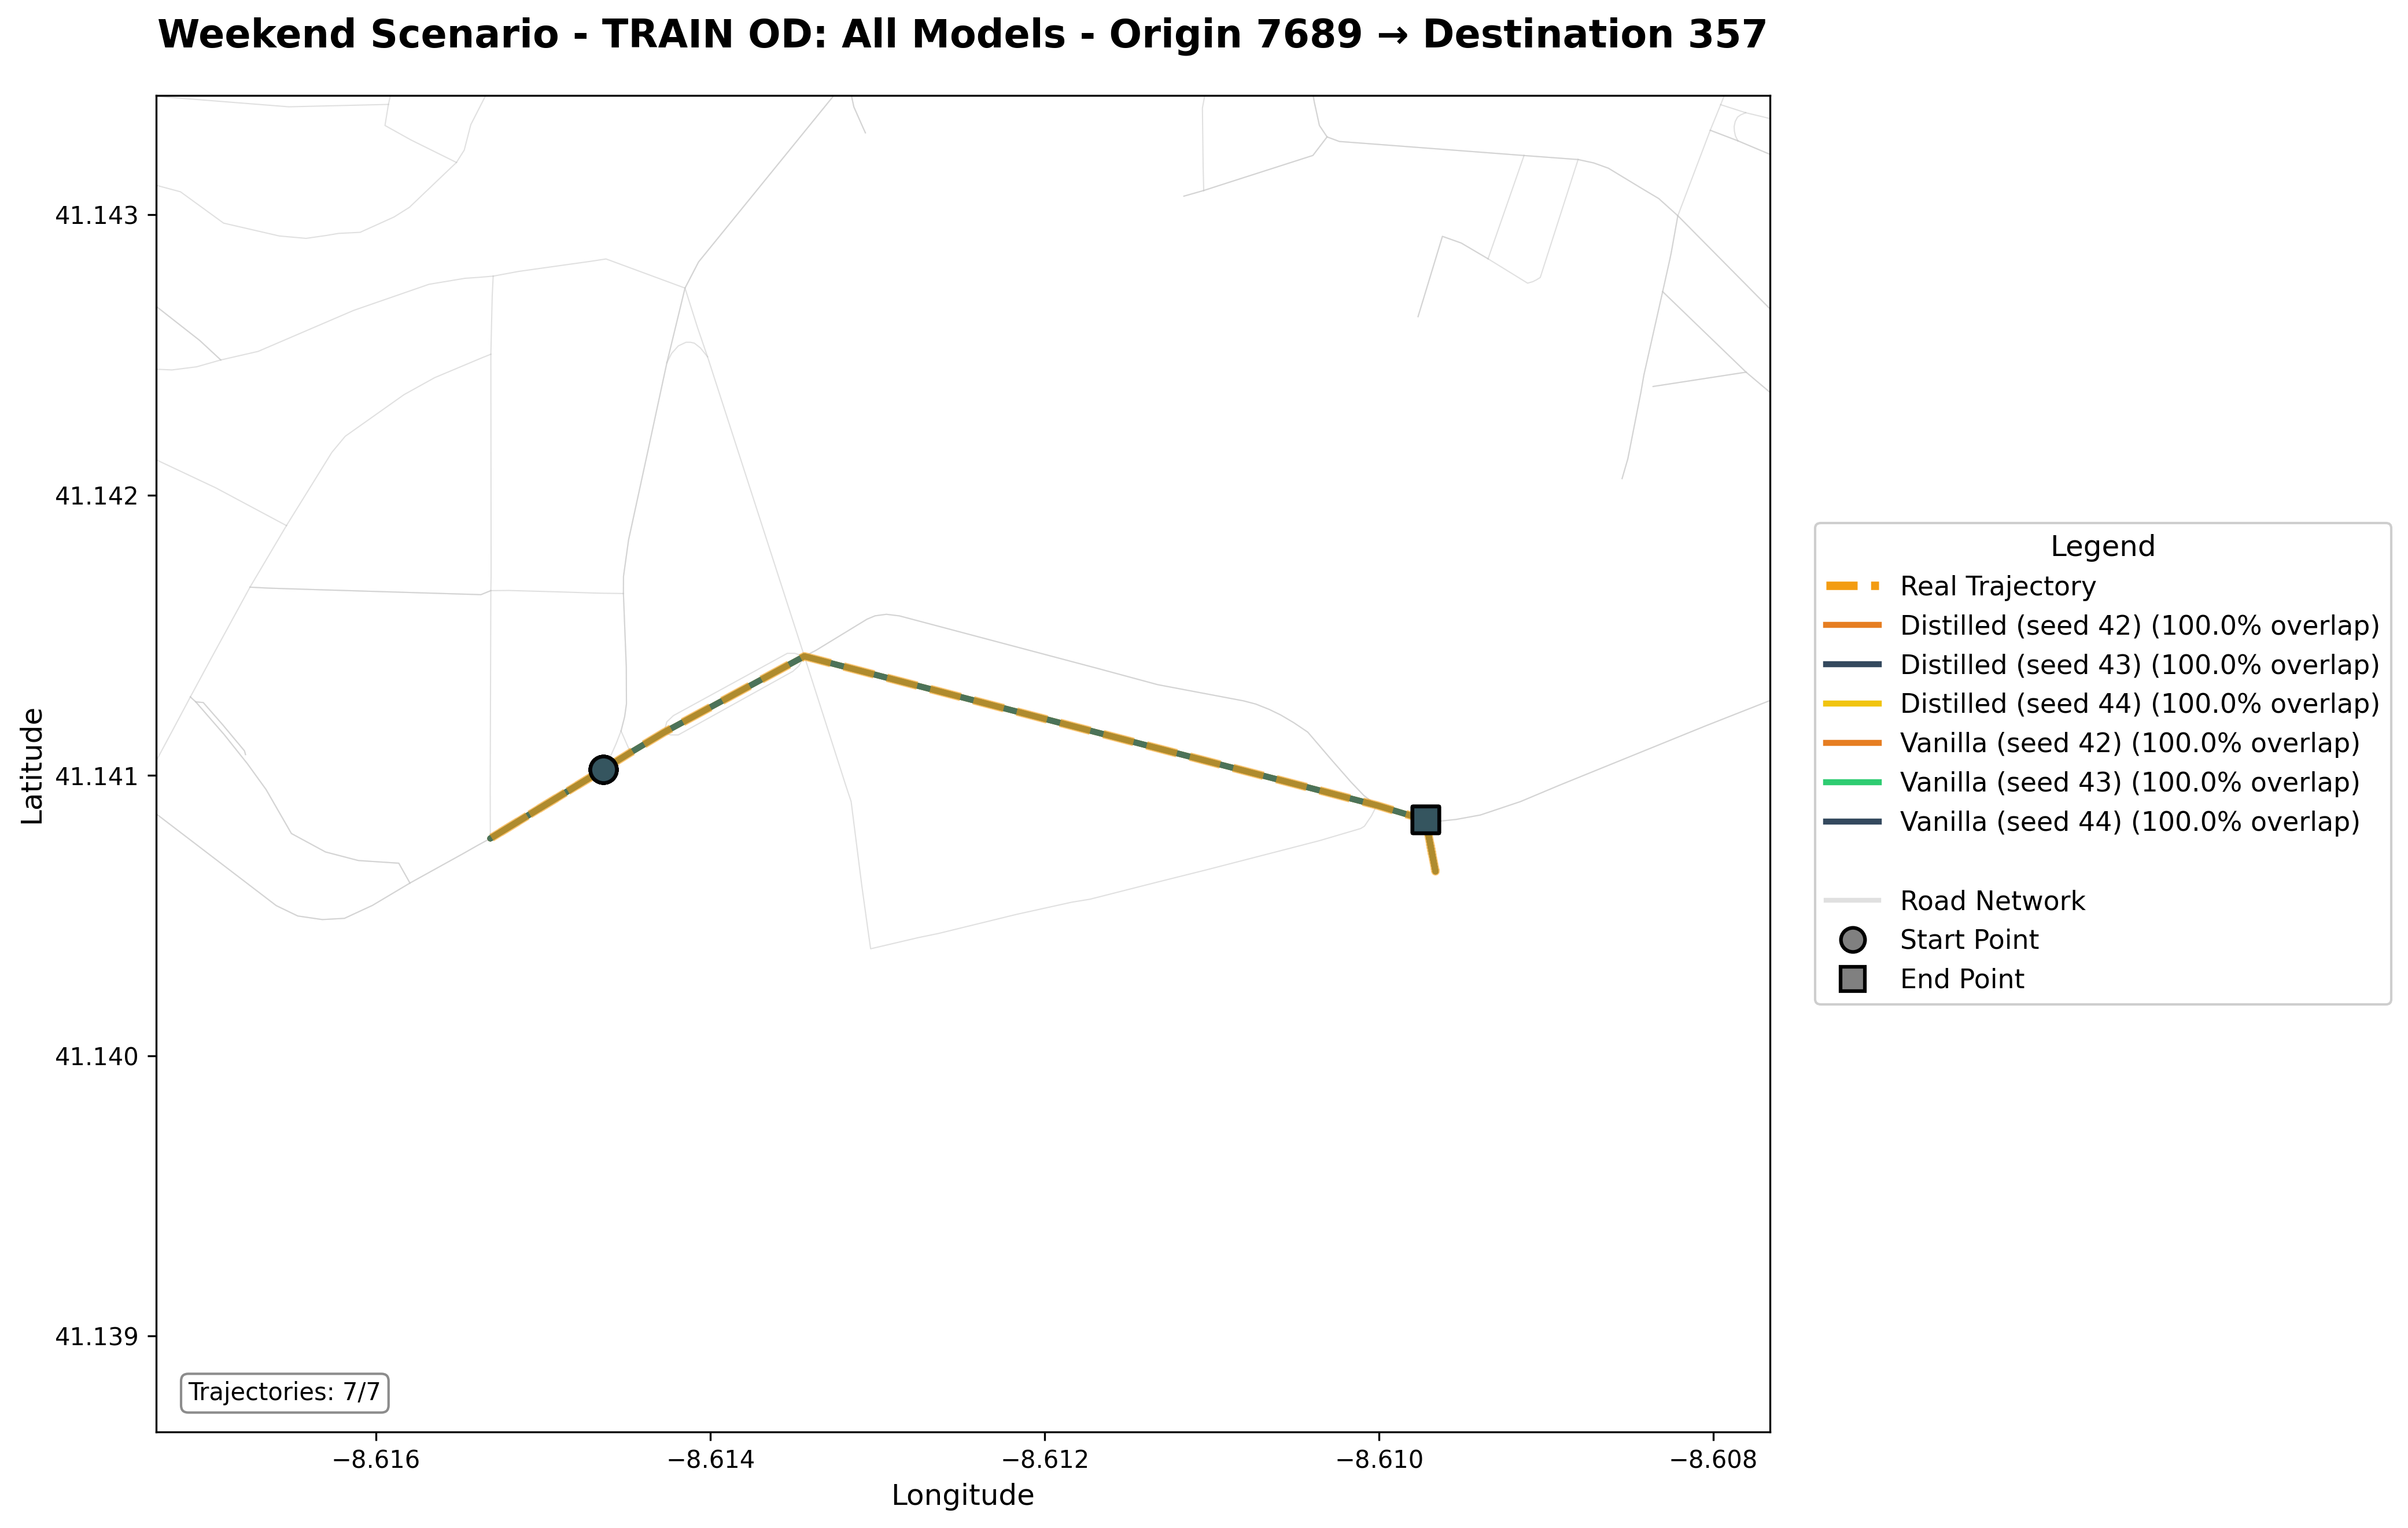 Weekend Scenario - TRAIN OD: All Models - Origin 7689 → Destination 357
41.143
41.142
41.141
41.140
41.139
Latitude
−8.616
−8.614
−8.612
−8.610
−8.608
Longitude
Trajectories: 7/7
Legend
Real Trajectory
Distilled (seed 42) (100.0% overlap)
Distilled (seed 43) (100.0% overlap)
Distilled (seed 44) (100.0% overlap)
Vanilla (seed 42) (100.0% overlap)
Vanilla (seed 43) (100.0% overlap)
Vanilla (seed 44) (100.0% overlap)
Road Network
Start Point
End Point